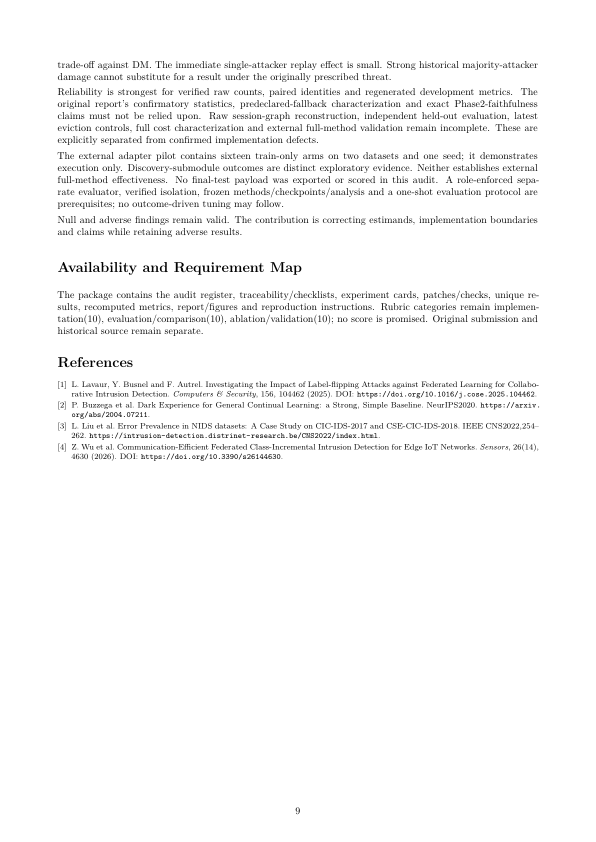 trade-off against DM. The immediate single-attacker replay effect is small. Strong historical majority-attacker
damage cannot substitute for a result under the originally prescribed threat.
Reliability is strongest for verified raw counts, paired identities and regenerated development metrics. The
original report's confirmatory statistics, predeclared-fallback characterization and exact Phase2-faithfulness
claims must not be relied upon. Raw session-graph reconstruction, independent held-out evaluation, latest
eviction controls, full cost characterization and external full-method validation remain incomplete. These are
explicitly separated from confirmed implementation defects.
The external adapter pilot contains sixteen train-only arms on two datasets and one seed; it demonstrates
execution only. Discovery-submodule outcomes are distinct exploratory evidence. Neither establishes external
full-method effectiveness. No final-test payload was exported or scored in this audit. A role-enforced sepa-
rate evaluator, verified isolation, frozen methods/checkpoints/analysis and a one-shot evaluation protocol are
prerequisites; no outcome-driven tuning may follow.
Null and adverse findings remain valid. The contribution is correcting estimands, implementation boundaries
and claims while retaining adverse results.
Availability and Requirement Map
The package contains the audit register, traceability/checklists, experiment cards, patches/checks, unique re-
sults, recomputed metrics, report/figures and reproduction instructions. Rubric categories remain implemen-
tation(10), evaluation/comparison(10), ablation/validation(10); no score is promised. Original submission and
historical source remain separate.
References
[1] L. Lavaur, Y. Busnel and F. Autrel. Investigating the Impact of Label-flipping Attacks against Federated Learning for Collabo-
rative Intrusion Detection. Computers & Security, 156, 104462 (2025). DOI: https://doi.org/10.1016/j.cose.2025.104462.
[2] P. Buzzega et al. Dark Experience for General Continual Learning: a Strong, Simple Baseline. NeurIPS2020. https://arxiv.
org/abs/2004.07211.
[3] L. Liu et al. Error Prevalence in NIDS datasets: A Case Study on CIC-IDS-2017 and CSE-CIC-IDS-2018. IEEE CNS2022,254–
262. https://intrusion-detection.distrinet-research.be/CNS2022/index.html.
[4] Z. Wu et al. Communication-Efficient Federated Class-Incremental Intrusion Detection for Edge IoT Networks. Sensors, 26(14),
4630 (2026). DOI: https://doi.org/10.3390/s26144630.
9